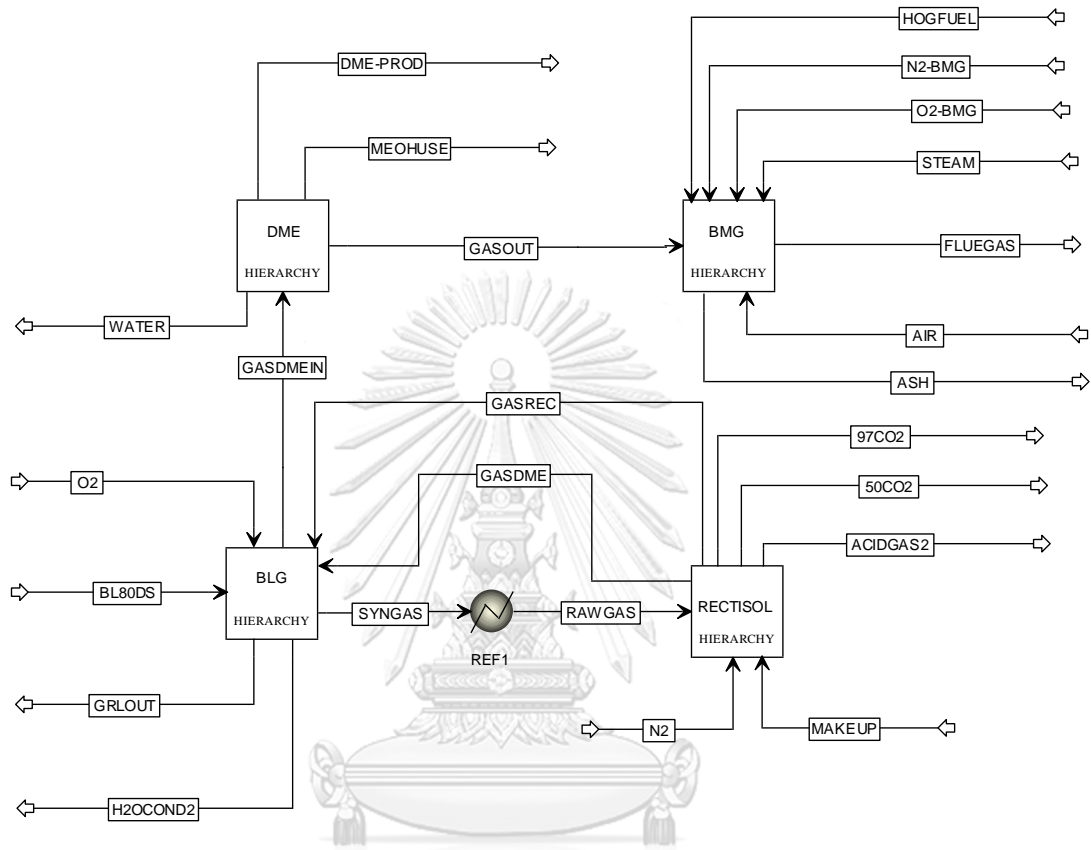 HOGFUEL
DME-PROD
N2-BMG
O2-BMG
MEOHUSE
STEAM
DME
HIERARCHY
BMG
HIERARCHY
GASOUT
FLUEGAS
WATER
AIR
GASDMEIN
ASH
GASREC
97CO2
GASDME
O2
50CO2
ACIDGAS2
BLG
HIERARCHY
BL80DS
SYNGAS
RAWGAS
RECTISOL
HIERARCHY
REF1
GRLOUT
N2
MAKEUP
H2OCOND2